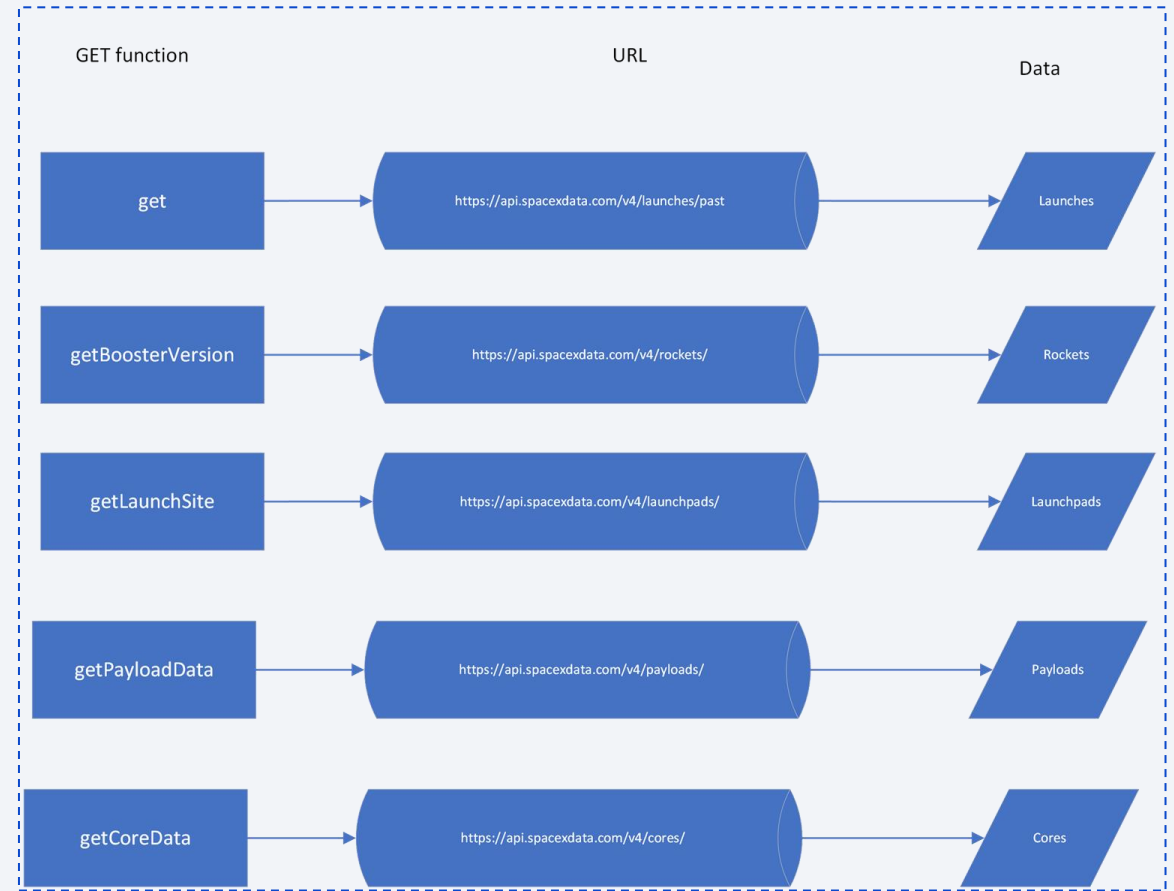 GET function
URL
Data
get
https://api.spacexdata.com/v4/launches/past
Launches
getBoosterVersion
https://api.spacexdata.com/v4/rockets/
Rockets
getLaunchSite
https://api.spacexdata.com/v4/launchpads/
Launchpads
getPayloadData
https://api.spacexdata.com/v4/payloads/
Payloads
getCoreData
https://api.spacexdata.com/v4/cores/
Cores